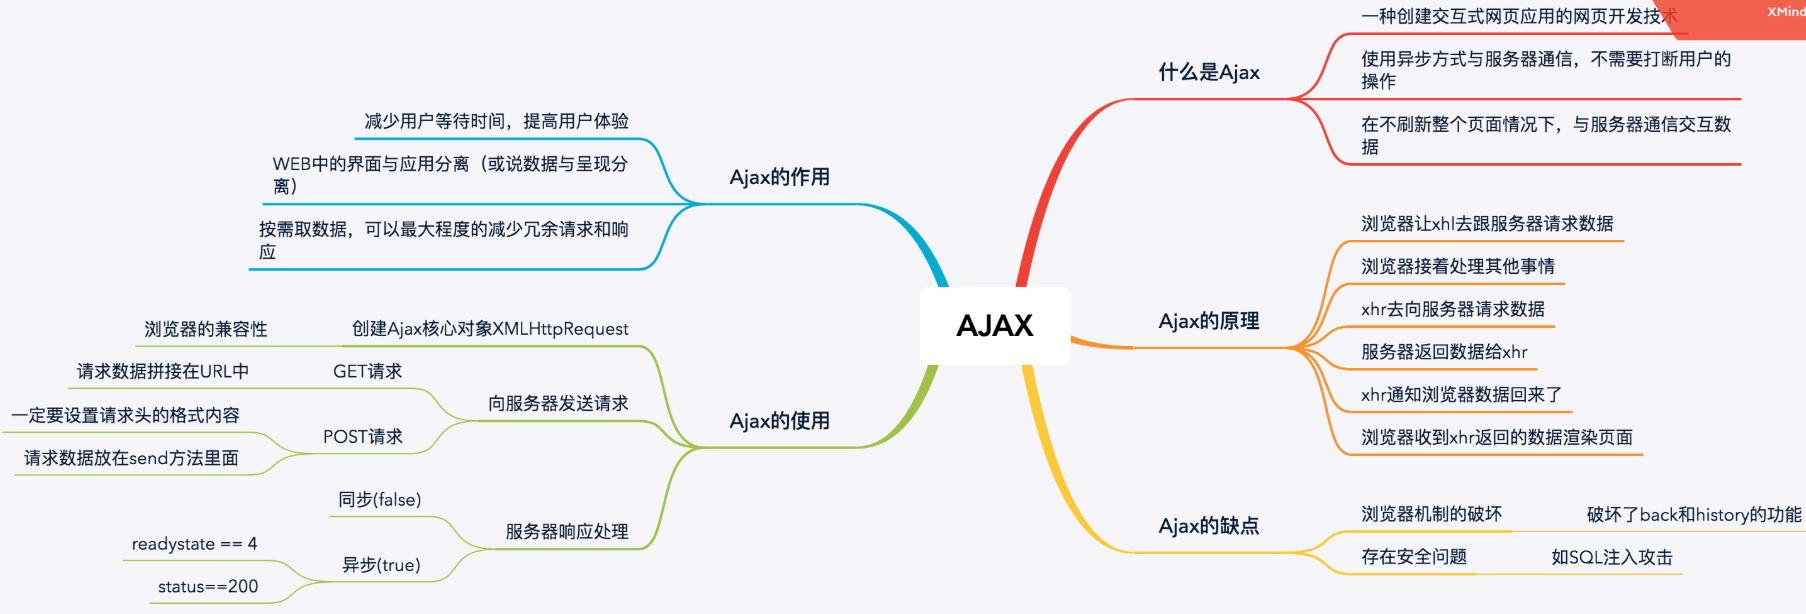 XMind
AJAX
什么是Ajax
一种创建交互式网页应用的网页开发技术
使用异步方式与服务器通信，不需要打断用户的
操作
在不刷新整个页面情况下，与服务器通信交互数
据
Ajax的原理
浏览器让xhl去跟服务器请求数据
浏览器接着处理其他事情
xhr去向服务器请求数据
服务器返回数据给xhr
xhr通知浏览器数据回来了
浏览器收到xhr返回的数据渲染页面
Ajax的缺点
浏览器机制的破坏
破坏了back和history的功能
存在安全问题
如SQL注入攻击
Ajax的作用
减少用户等待时间，提高用户体验
WEB中的界面与应用分离（或说数据与呈现分
离）
按需取数据，可以最大程度的减少冗余请求和响
应
Ajax的使用
创建Ajax核心对象XMLHttpRequest
浏览器的兼容性
向服务器发送请求
GET请求
请求数据拼接在URL中
POST请求
一定要设置请求头的格式内容
请求数据放在send方法里面
服务器响应处理
同步(false)
异步(true)
readystate == 4
status==200